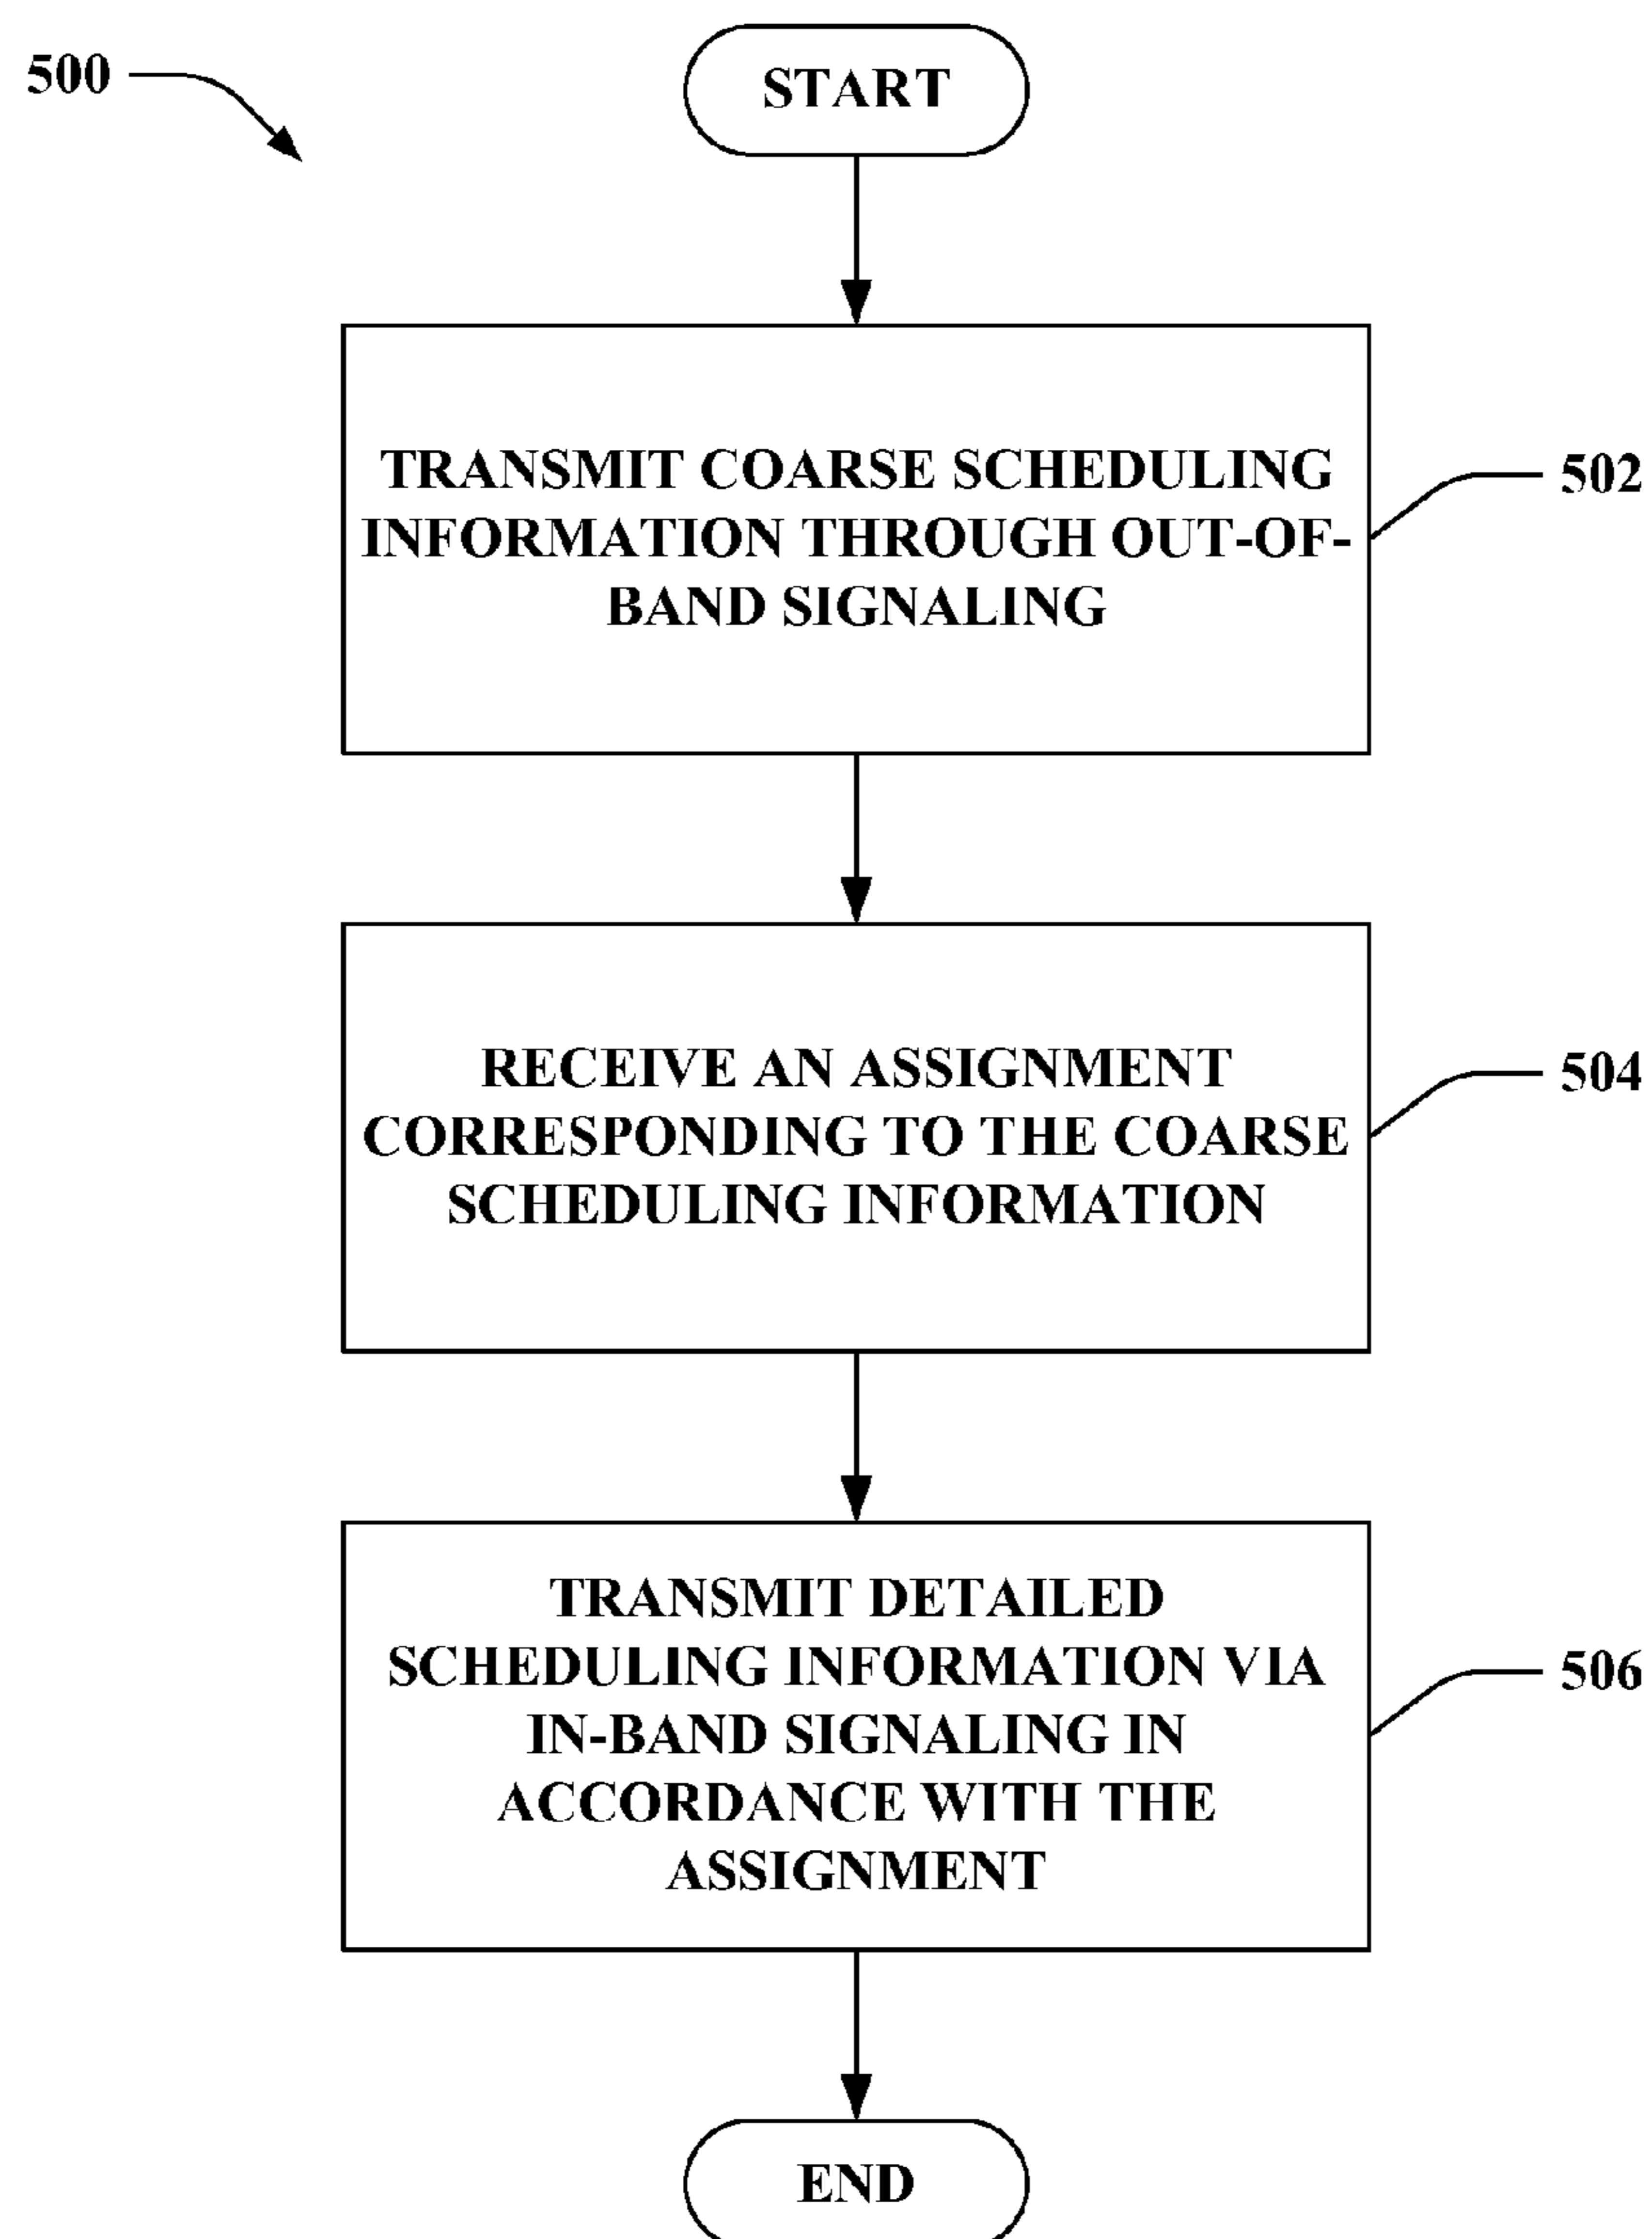 500
START
TRANSMIT COARSE SCHEDULING
INFORMATION THROUGH OUT-OF-
BAND SIGNALING
502
RECEIVE AN ASSIGNMENT
CORRESPONDING TO THE COARSE
SCHEDULING INFORMATION
504
TRANSMIT DETAILED
SCHEDULING INFORMATION VIA
IN-BAND SIGNALING IN
ACCORDANCE WITH THE
ASSIGNMENT
506
END